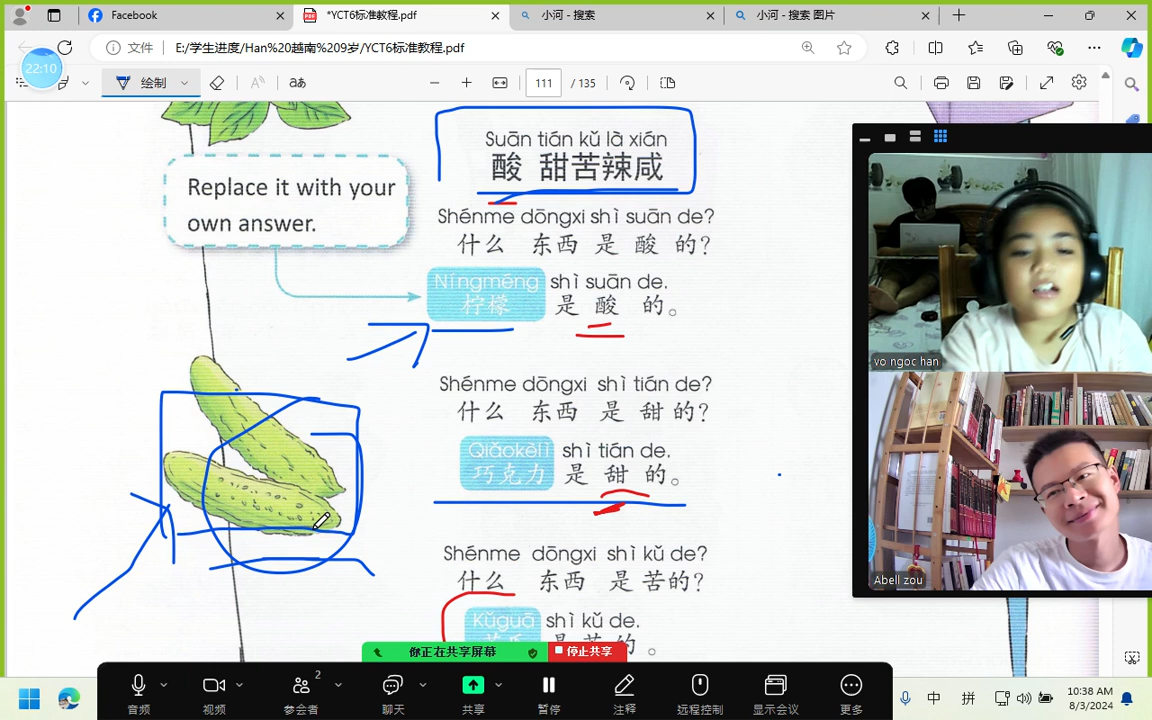 Facebook
*YCT6标准教程.pdf
小河 - 搜索
小河 - 搜索 图片
文件
E:/学生进度/Han%20越南%209岁/YCT6标准教程.pdf
22:10
绘制
aあ
111
/ 135
Suān tián kǔ là xián
酸 甜苦辣咸
Replace it with your
own answer.
Shénme dōngxi shì suān de?
什么 东西 是 酸 的?
Níngméng shì suān de.
柠檬 是 酸 的。
Shénme dōngxi shì tián de?
什么 东西 是 甜 的?
Qiǎokèlì shì tián de.
巧克力 是 甜 的。
Shénme dōngxi shì kǔ de?
什么 东西 是 苦的?
Kǔguā shì kǔ de.
vo ngoc han
Abell zou
你正在共享屏幕
停止共享
音频
视频
2
参会者
聊天
共享
暂停
注释
远程控制
显示会议
更多
中
拼
10:38 AM
8/3/2024